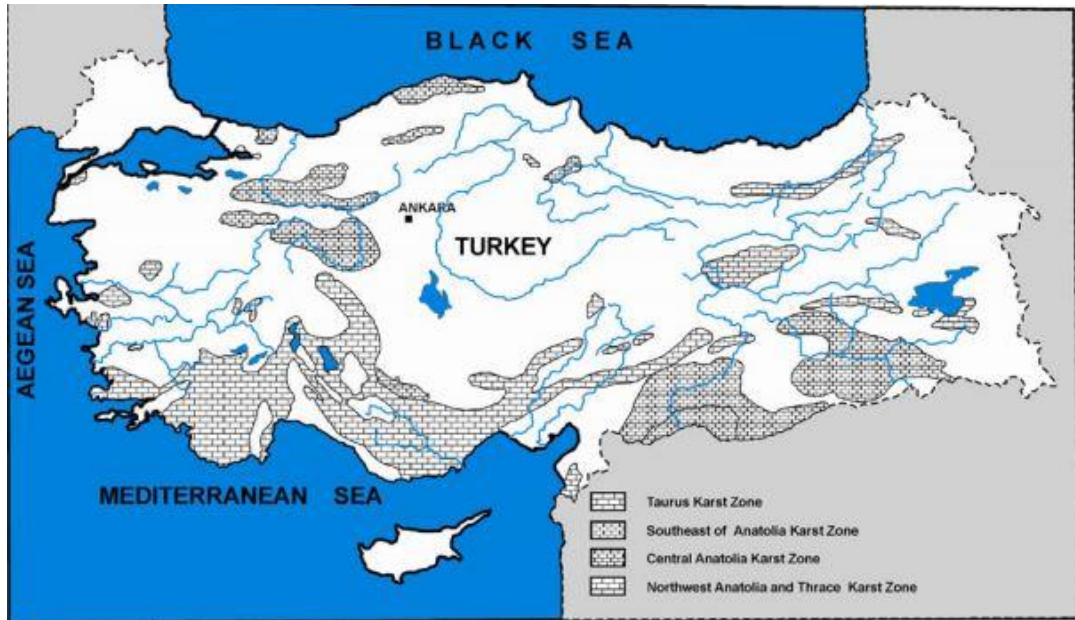 BLACK SEA
ANKARA
TURKEY
AEGEAN SEA
MEDITERRANEAN SEA
Taurus Karst Zone
Southeast of Anatolia Karst Zone
Central Anatolia Karst Zone
Northwest Anatolia and Thrace Karst Zone